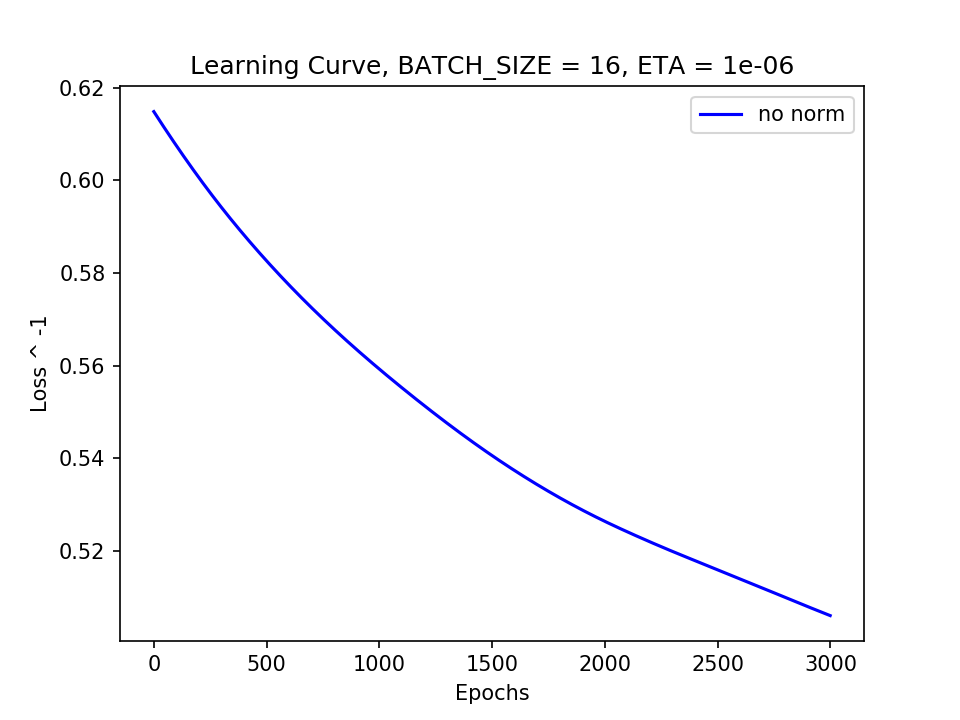 Learning Curve, BATCH_SIZE = 16, ETA = 1e-06
no norm
Loss ^ -1
0.62
0.60
0.58
0.56
0.54
0.52
0 500 1000 1500 2000 2500 3000
Epochs